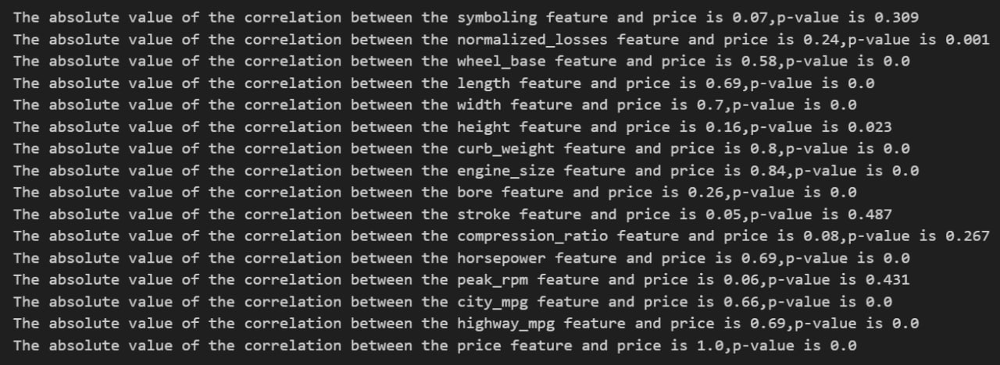 The absolute value of the correlation between the symboling feature and price is 0.07,p-value is 0.309
The absolute value of the correlation between the normalized_losses feature and price is 0.24,p-value is 0.001
The absolute value of the correlation between the wheel_base feature and price is 0.58,p-value is 0.0
The absolute value of the correlation between the length feature and price is 0.69,p-value is 0.0
The absolute value of the correlation between the width feature and price is 0.7,p-value is 0.0
The absolute value of the correlation between the height feature and price is 0.16,p-value is 0.023
The absolute value of the correlation between the curb_weight feature and price is 0.8,p-value is 0.0
The absolute value of the correlation between the engine_size feature and price is 0.84,p-value is 0.0
The absolute value of the correlation between the bore feature and price is 0.26,p-value is 0.0
The absolute value of the correlation between the stroke feature and price is 0.05,p-value is 0.487
The absolute value of the correlation between the compression_ratio feature and price is 0.08,p-value is 0.267
The absolute value of the correlation between the horsepower feature and price is 0.69,p-value is 0.0
The absolute value of the correlation between the peak_rpm feature and price is 0.06,p-value is 0.431
The absolute value of the correlation between the city_mpg feature and price is 0.66,p-value is 0.0
The absolute value of the correlation between the highway_mpg feature and price is 0.69,p-value is 0.0
The absolute value of the correlation between the price feature and price is 1.0,p-value is 0.0